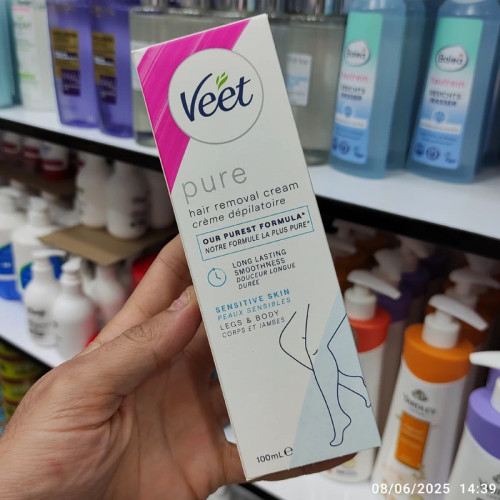 Veet
pure
hair removal cream
crème dépilatoire
OUR PUREST FORMULA*
NOTRE FORMULE LA PLUS PURE*
LONG LASTING
SMOOTHNESS
DOUCEUR LONGUE
DURÉE
SENSITIVE SKIN
PEAUX SENSIBLES
LEGS & BODY
CORPS ET JAMBES
100mL℮
Balea
Balea
GESICHTS
WASSER
08/06/2025 14:39